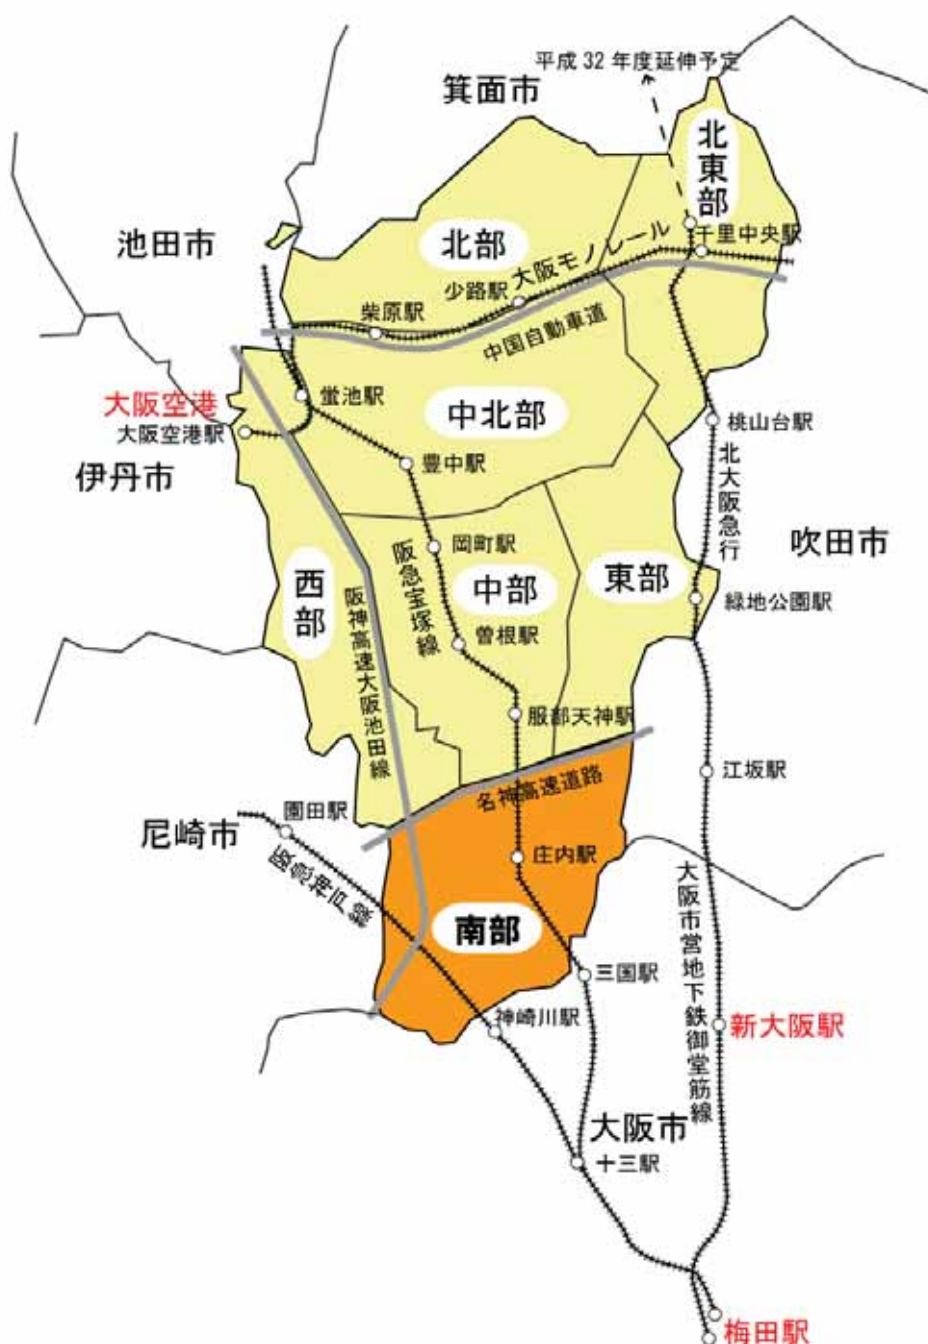 平成32年度延伸予定
箕面市
北東部
池田市
北部
大阪モノレール
千里中央駅
少路駅
柴原駅
中国自動車道
大阪空港
蛍池駅
中北部
大阪空港駅
桃山台駅
伊丹市
豊中駅
北大阪急行
岡町駅
吹田市
西部
阪急宝塚線
中部
東部
緑地公園駅
阪神高速大阪池田線
曽根駅
服部天神駅
江坂駅
名神高速道路
園田駅
尼崎市
庄内駅
阪急神戸線
大阪市営地下鉄御堂筋線
南部
三国駅
神崎川駅
新大阪駅
大阪市
十三駅
梅田駅